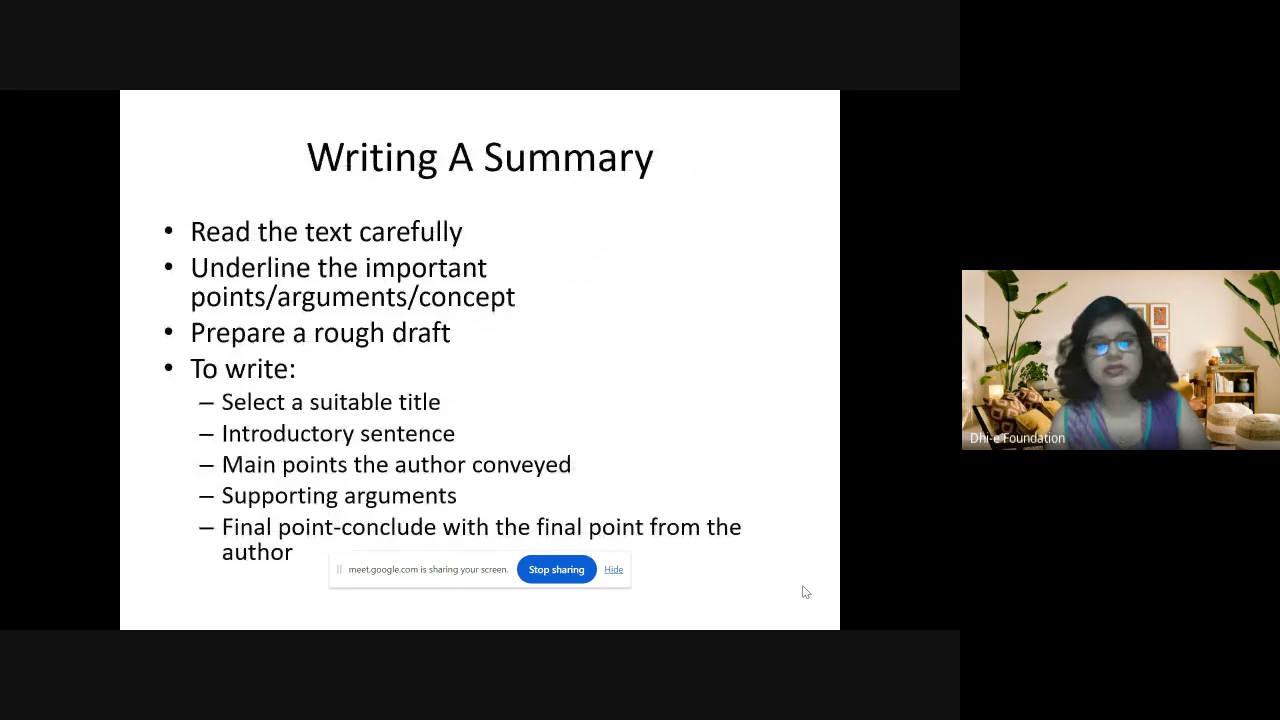 Writing A Summary
• Read the text carefully
• Underline the important
points/arguments/concept
• Prepare a rough draft
• To write:
– Select a suitable title
– Introductory sentence
– Main points the author conveyed
– Supporting arguments
– Final point-conclude with the final point from the
author
meet.google.com is sharing your screen. Stop sharing Hide
Dhi-e Foundation